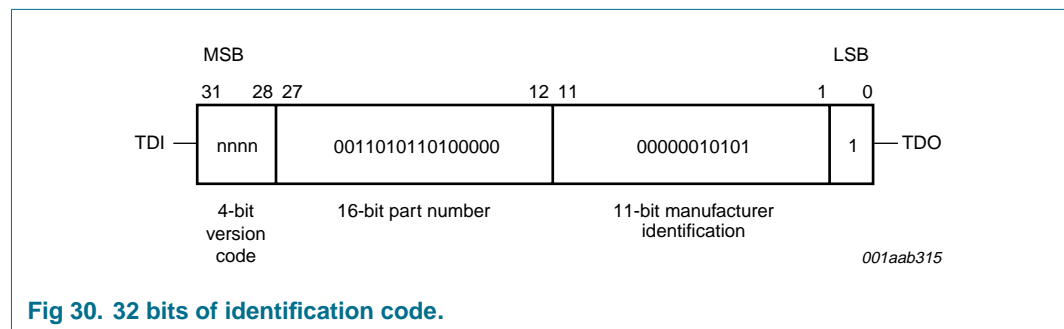 MSB LSB
31 28 27 12 11 1 0
TDI nnnn 0011010110100000 00000010101 1 TDO
4-bit 16-bit part number 11-bit manufacturer
version identification
code
001aab315
Fig 30. 32 bits of identification code.